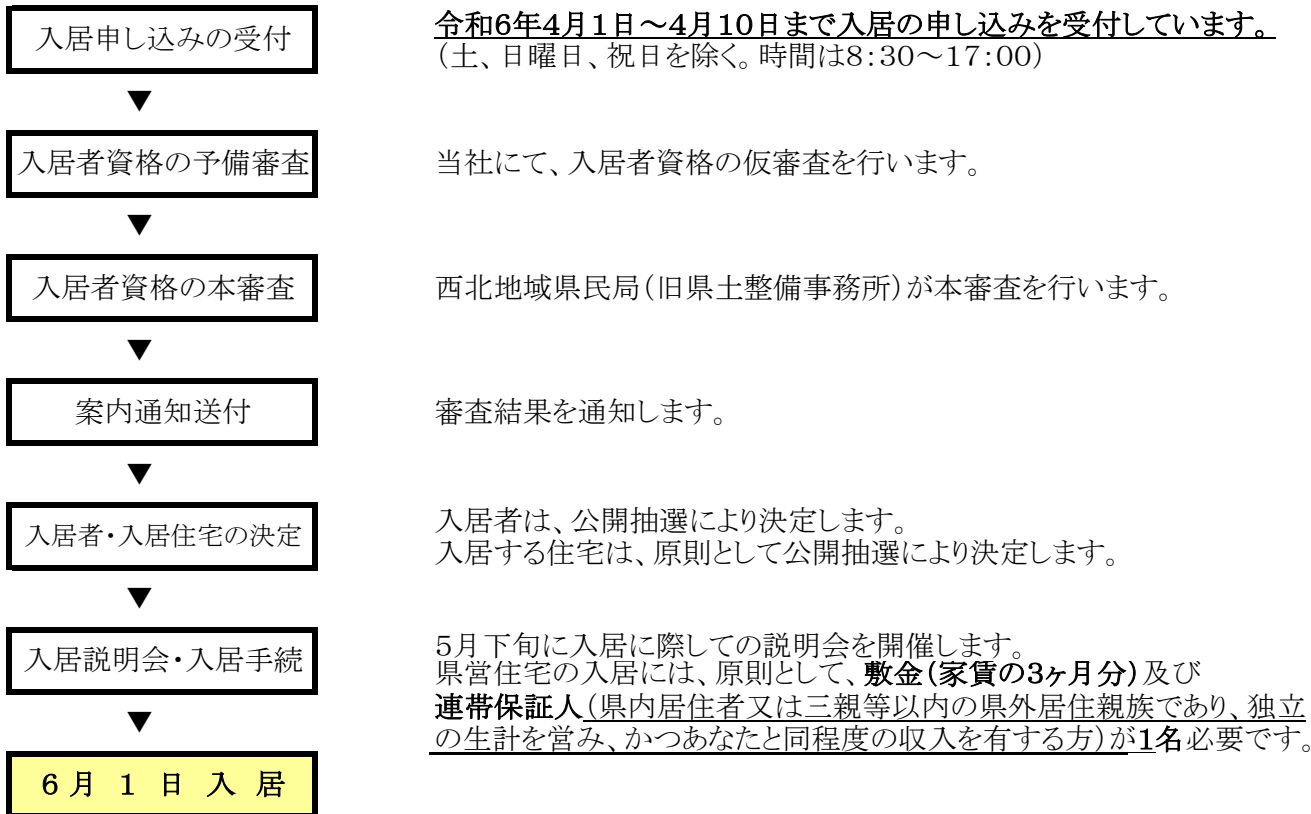 入居申し込みの受付
令和6年4月1日～4月10日まで入居の申し込みを受付しています。
(土、日曜日、祝日を除く。時間は8:30～17:00)
▼
入居者資格の予備審査
当社にて、入居者資格の仮審査を行います。
▼
入居者資格の本審査
西北地域県民局(旧県土整備事務所)が本審査を行います。
▼
案内通知送付
審査結果を通知します。
▼
入居者・入居住宅の決定
入居者は、公開抽選により決定します。
入居する住宅は、原則として公開抽選により決定します。
▼
入居説明会・入居手続
5月下旬に入居に際しての説明会を開催します。
県営住宅の入居には、原則として、敷金(家賃の3ヶ月分)及び
連帯保証人(県内居住者又は三親等以内の県外居住親族であり、独立
の生計を営み、かつあなたと同程度の収入を有する方)が1名必要です。
▼
6月1日入居